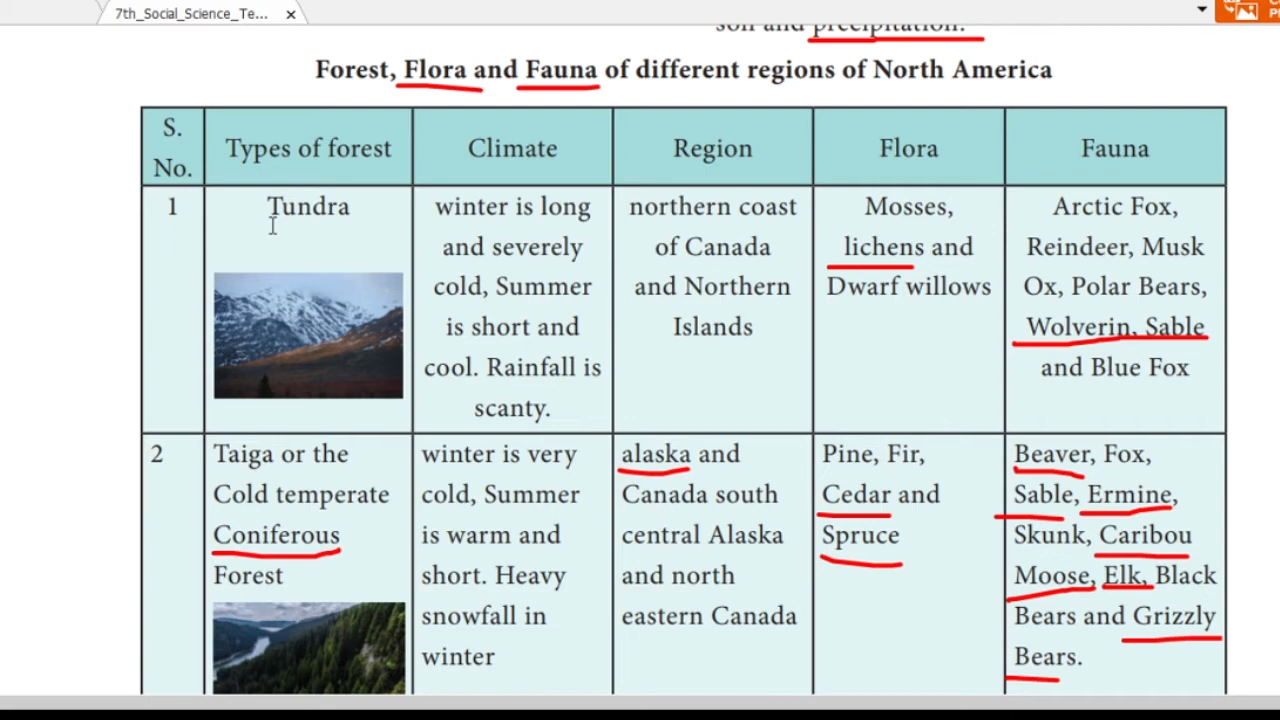 7th_Social_Science_Te...
soil and precipitation.
Forest, Flora and Fauna of different regions of North America
S. No.
Types of forest
Climate
Region
Flora
Fauna
1
Tundra
winter is long
and severely
cold, Summer
is short and
cool. Rainfall is
scanty.
northern coast
of Canada
and Northern
Islands
Mosses,
lichens and
Dwarf willows
Arctic Fox,
Reindeer, Musk
Ox, Polar Bears,
Wolverin, Sable
and Blue Fox
2
Taiga or the
Cold temperate
Coniferous
Forest
winter is very
cold, Summer
is warm and
short. Heavy
snowfall in
winter
alaska and
Canada south
central Alaska
and north
eastern Canada
Pine, Fir,
Cedar and
Spruce
Beaver, Fox,
Sable, Ermine,
Skunk, Caribou
Moose, Elk, Black
Bears and Grizzly
Bears.